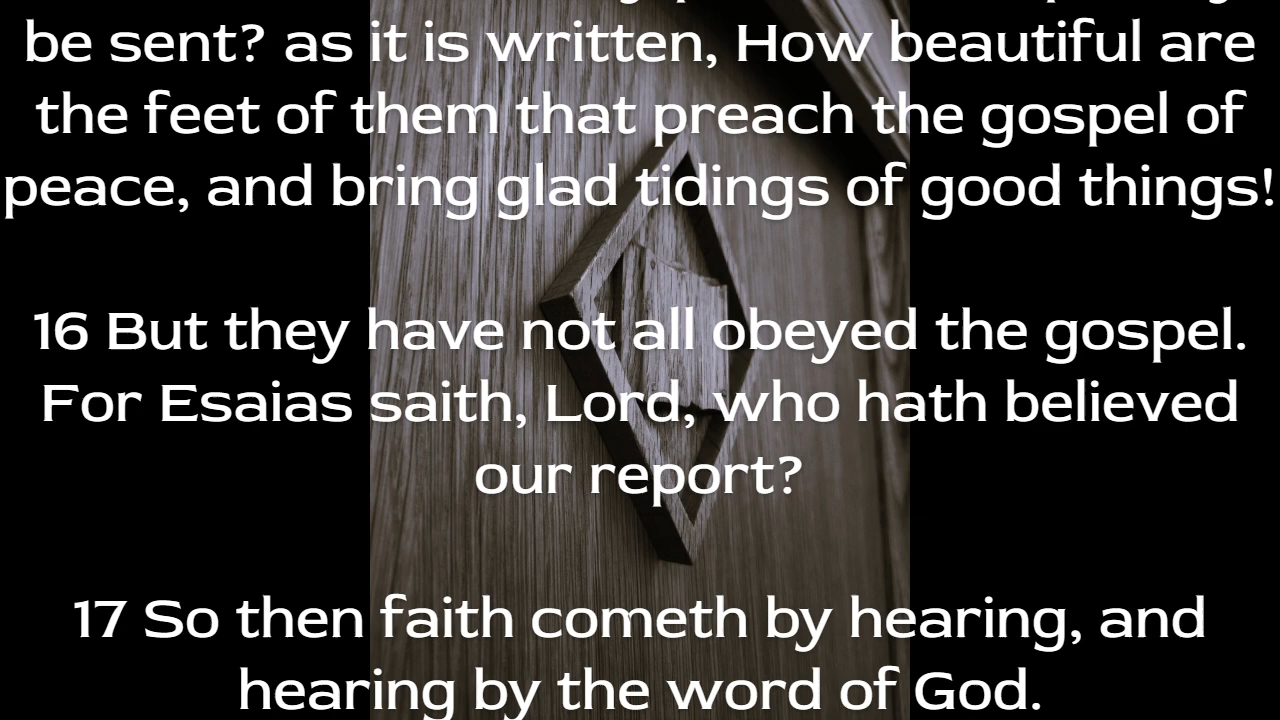 be sent? as it is written, How beautiful are
the feet of them that preach the gospel of
peace, and bring glad tidings of good things!
16 But they have not all obeyed the gospel.
For Esaias saith, Lord, who hath believed
our report?
17 So then faith cometh by hearing, and
hearing by the word of God.